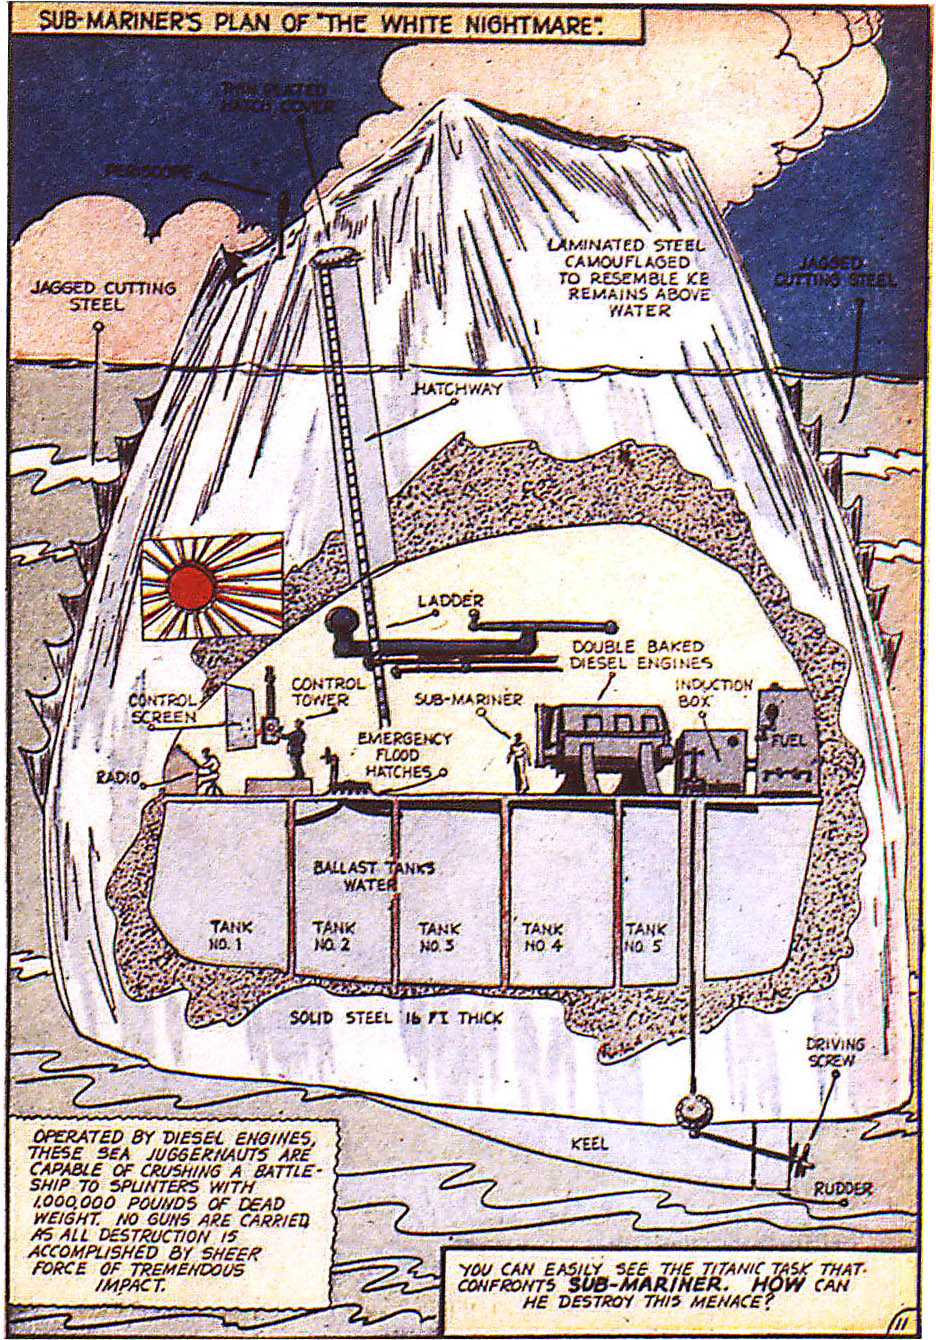 SUB-MARINER'S PLAN OF "THE WHITE NIGHTMARE".
THIN PLATED
HATCH COVER
PERISCOPE
LAMINATED STEEL
CAMOUFLAGED
TO RESEMBLE ICE
REMAINS ABOVE
WATER
JAGGED CUTTING
STEEL
JAGGED
CUTTING STEEL
HATCHWAY
LADDER
DOUBLE BAKED
DIESEL ENGINES
CONTROL
SCREEN
CONTROL
TOWER
SUB-MARINER
INDUCTION
BOX
FUEL
EMERGENCY
FLOOD
HATCHES
RADIO
BALLAST TANKS
WATER
TANK
NO. 1
TANK
NO. 2
TANK
NO. 3
TANK
NO. 4
TANK
NO. 5
SOLID STEEL 16 FT THICK
DRIVING
SCREW
KEEL
RUDDER
OPERATED BY DIESEL ENGINES,
THESE SEA JUGGERNAUTS ARE
CAPABLE OF CRUSHING A BATTLE-
SHIP TO SPLINTERS WITH
1,000,000 POUNDS OF DEAD
WEIGHT. NO GUNS ARE CARRIED,
AS ALL DESTRUCTION IS
ACCOMPLISHED BY SHEER
FORCE OF TREMENDOUS
IMPACT.
YOU CAN EASILY SEE THE TITANIC TASK THAT
CONFRONTS SUB-MARINER. HOW CAN
HE DESTROY THIS MENACE?
11